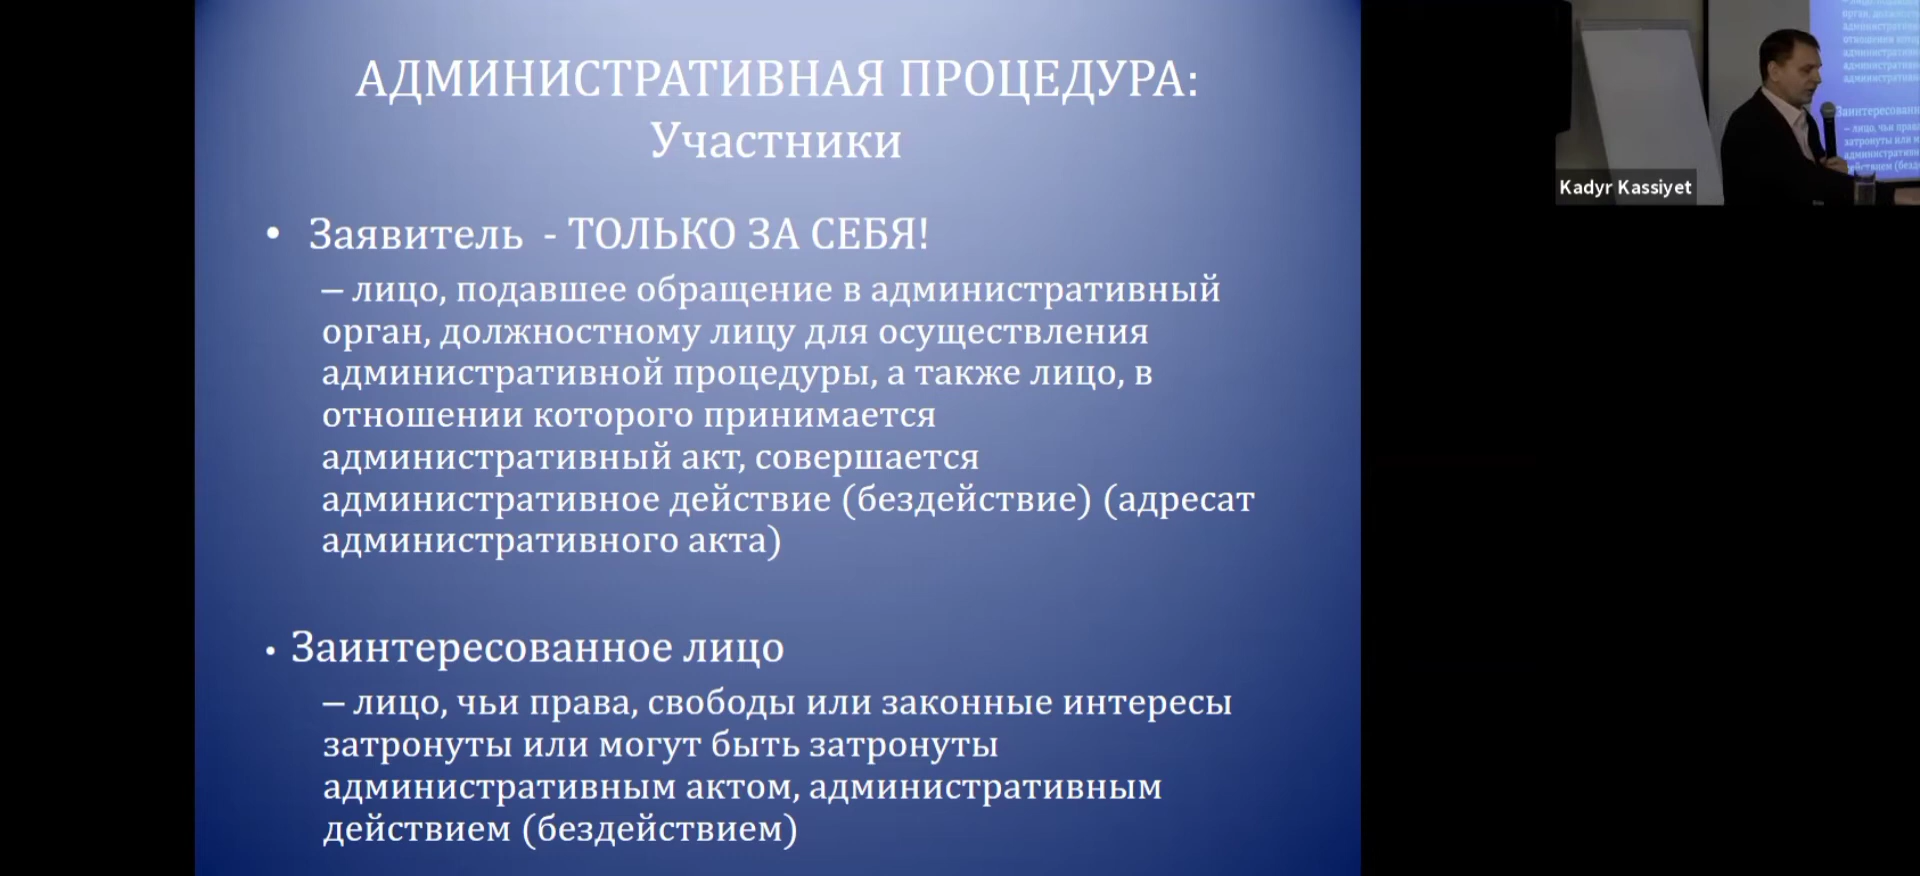 АДМИНИСТРАТИВНАЯ ПРОЦЕДУРА:
Участники
• Заявитель - ТОЛЬКО ЗА СЕБЯ!
– лицо, подавшее обращение в административный
орган, должностному лицу для осуществления
административной процедуры, а также лицо, в
отношении которого принимается
административный акт, совершается
административное действие (бездействие) (адресат
административного акта)
• Заинтересованное лицо
– лицо, чьи права, свободы или законные интересы
затронуты или могут быть затронуты
административным актом, административным
действием (бездействием)
Kadyr Kassiyet